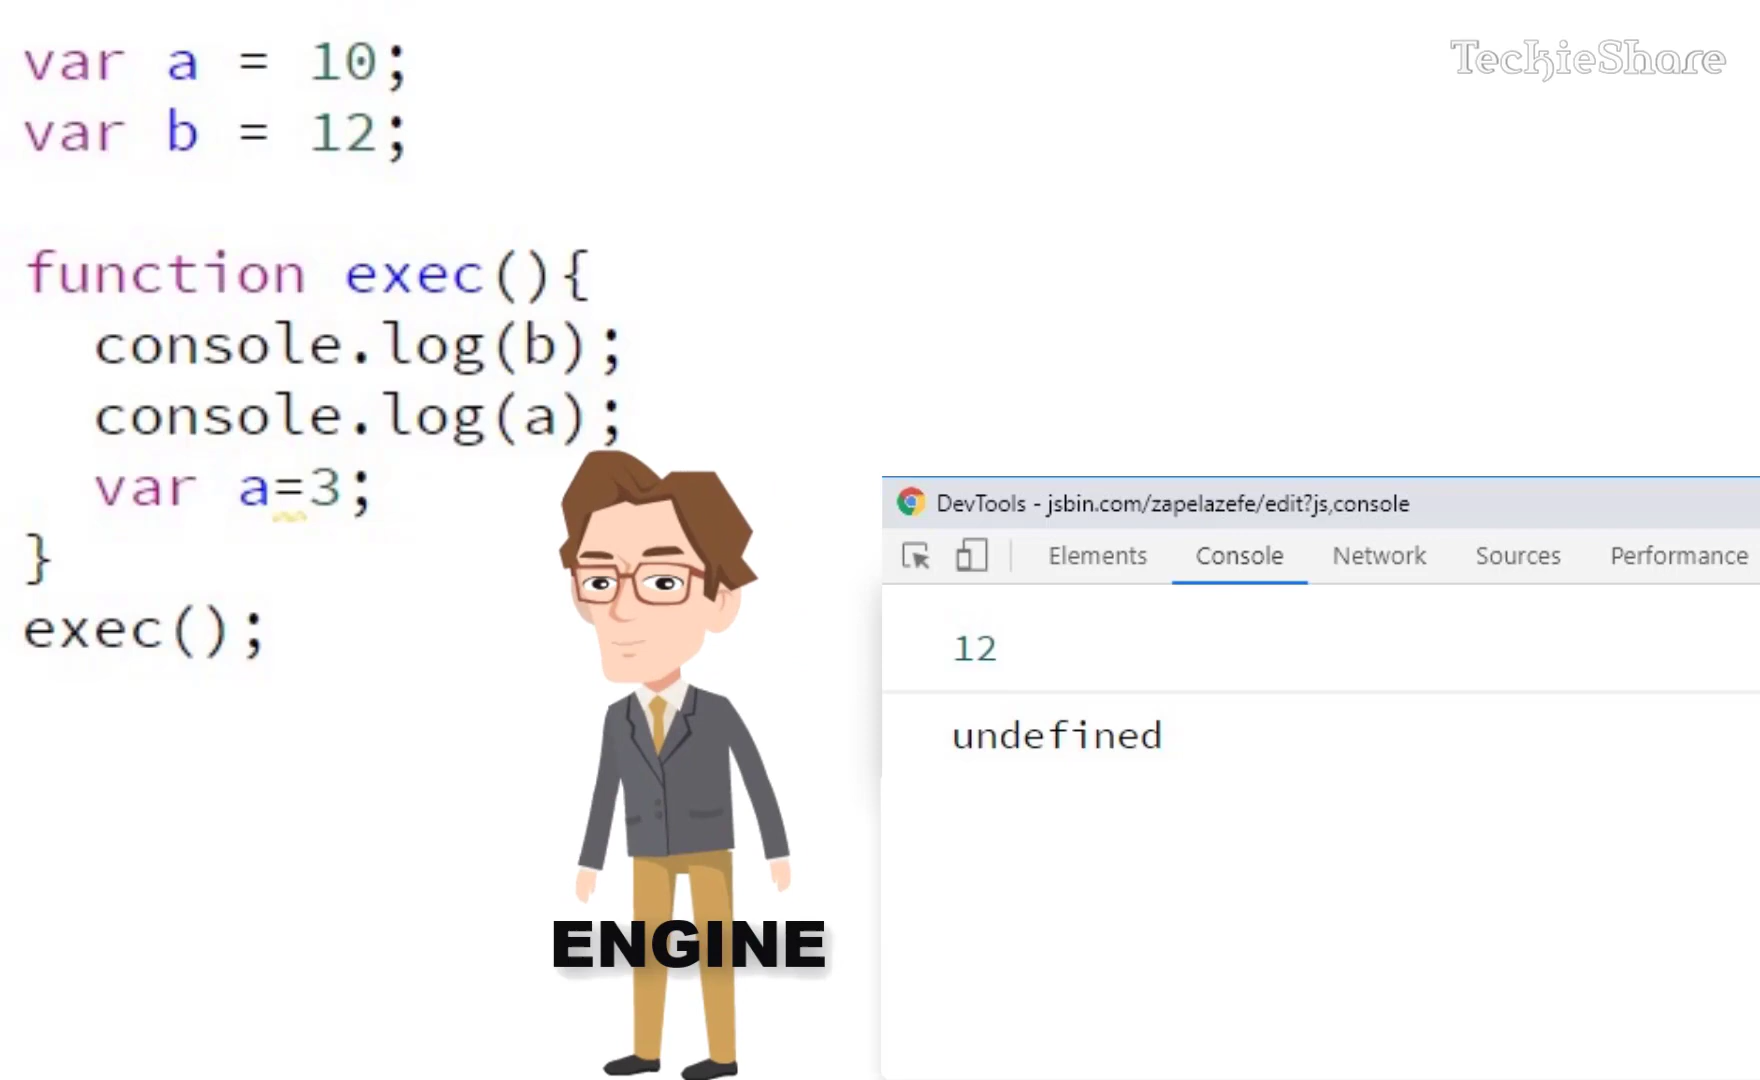 var a = 10;
var b = 12;
function exec(){
console.log(b);
console.log(a);
var a=3;
}
exec();
TeckieShare
ENGINE
DevTools - jsbin.com/zapelazefe/edit?js,console
Elements Console Network Sources Performance
12
undefined